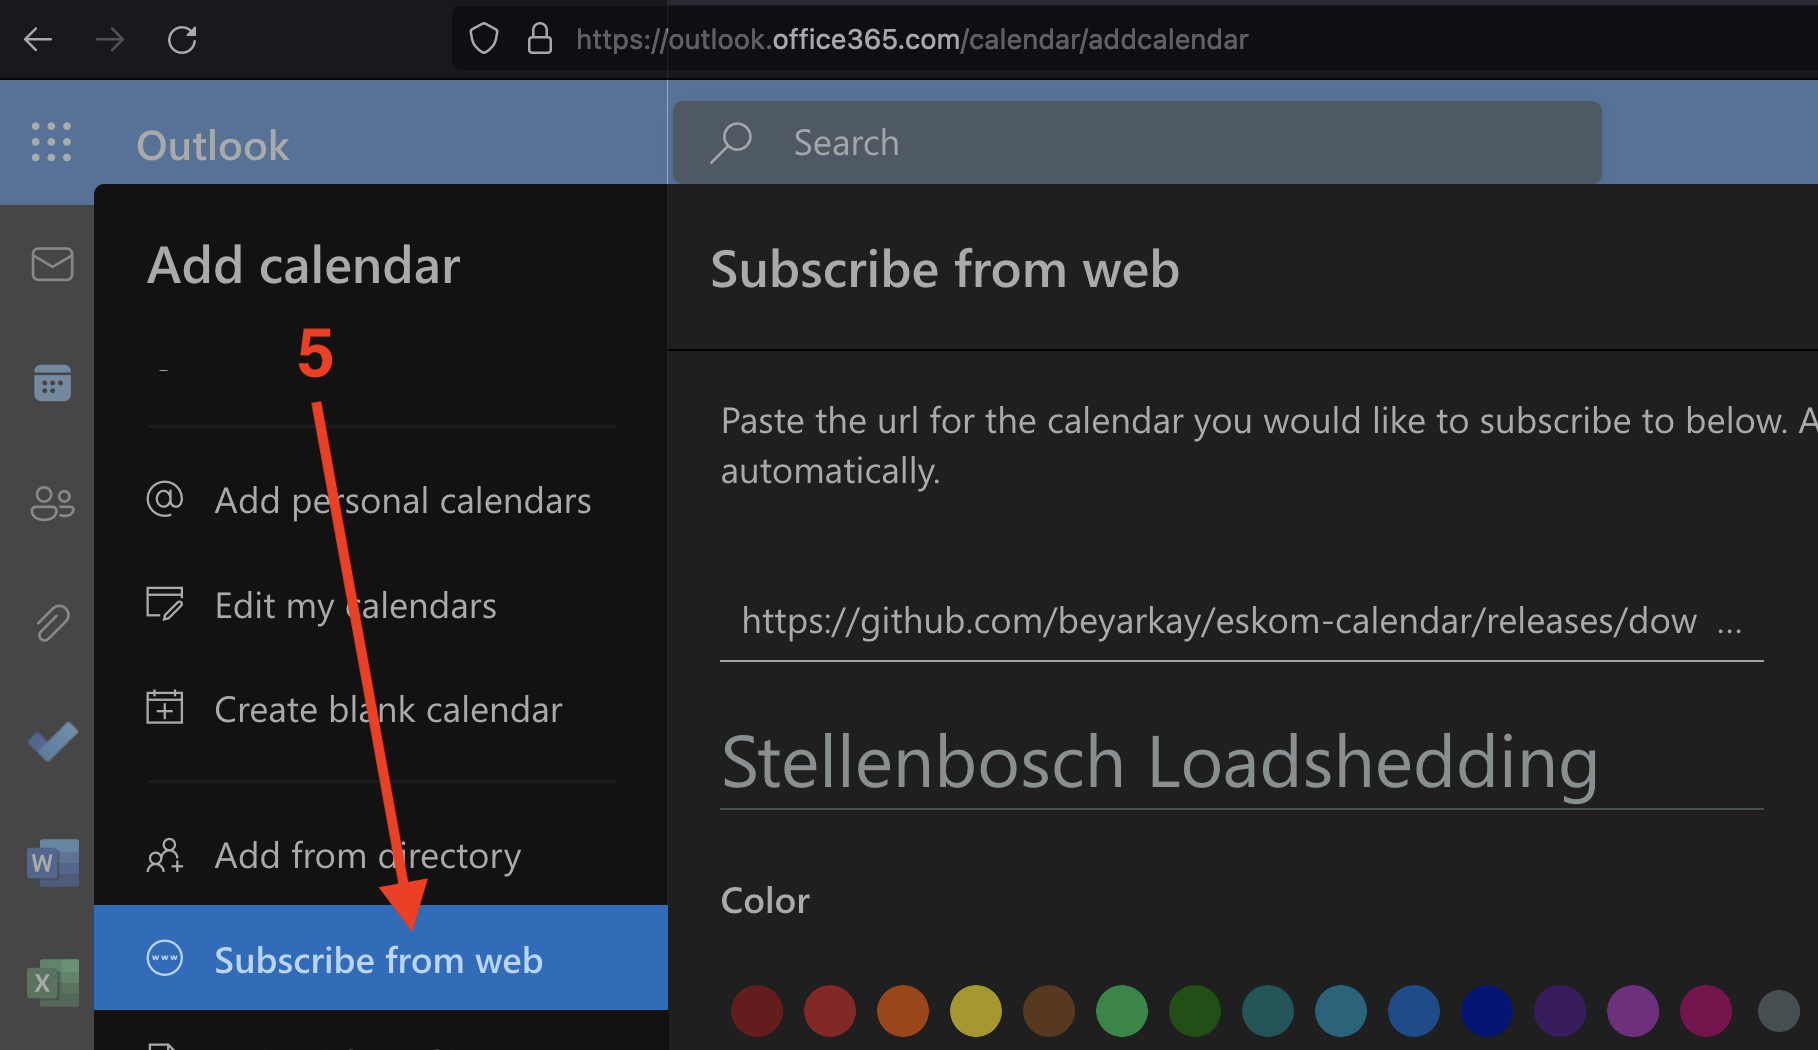 https://outlook.office365.com/calendar/addcalendar
Outlook
Search
Add calendar
5
Add personal calendars
Edit my calendars
Create blank calendar
Add from directory
Subscribe from web
Subscribe from web
Paste the url for the calendar you would like to subscribe to below. A
automatically.
https://github.com/beyarkay/eskom-calendar/releases/dow ...
Stellenbosch Loadshedding
Color
W
X
www